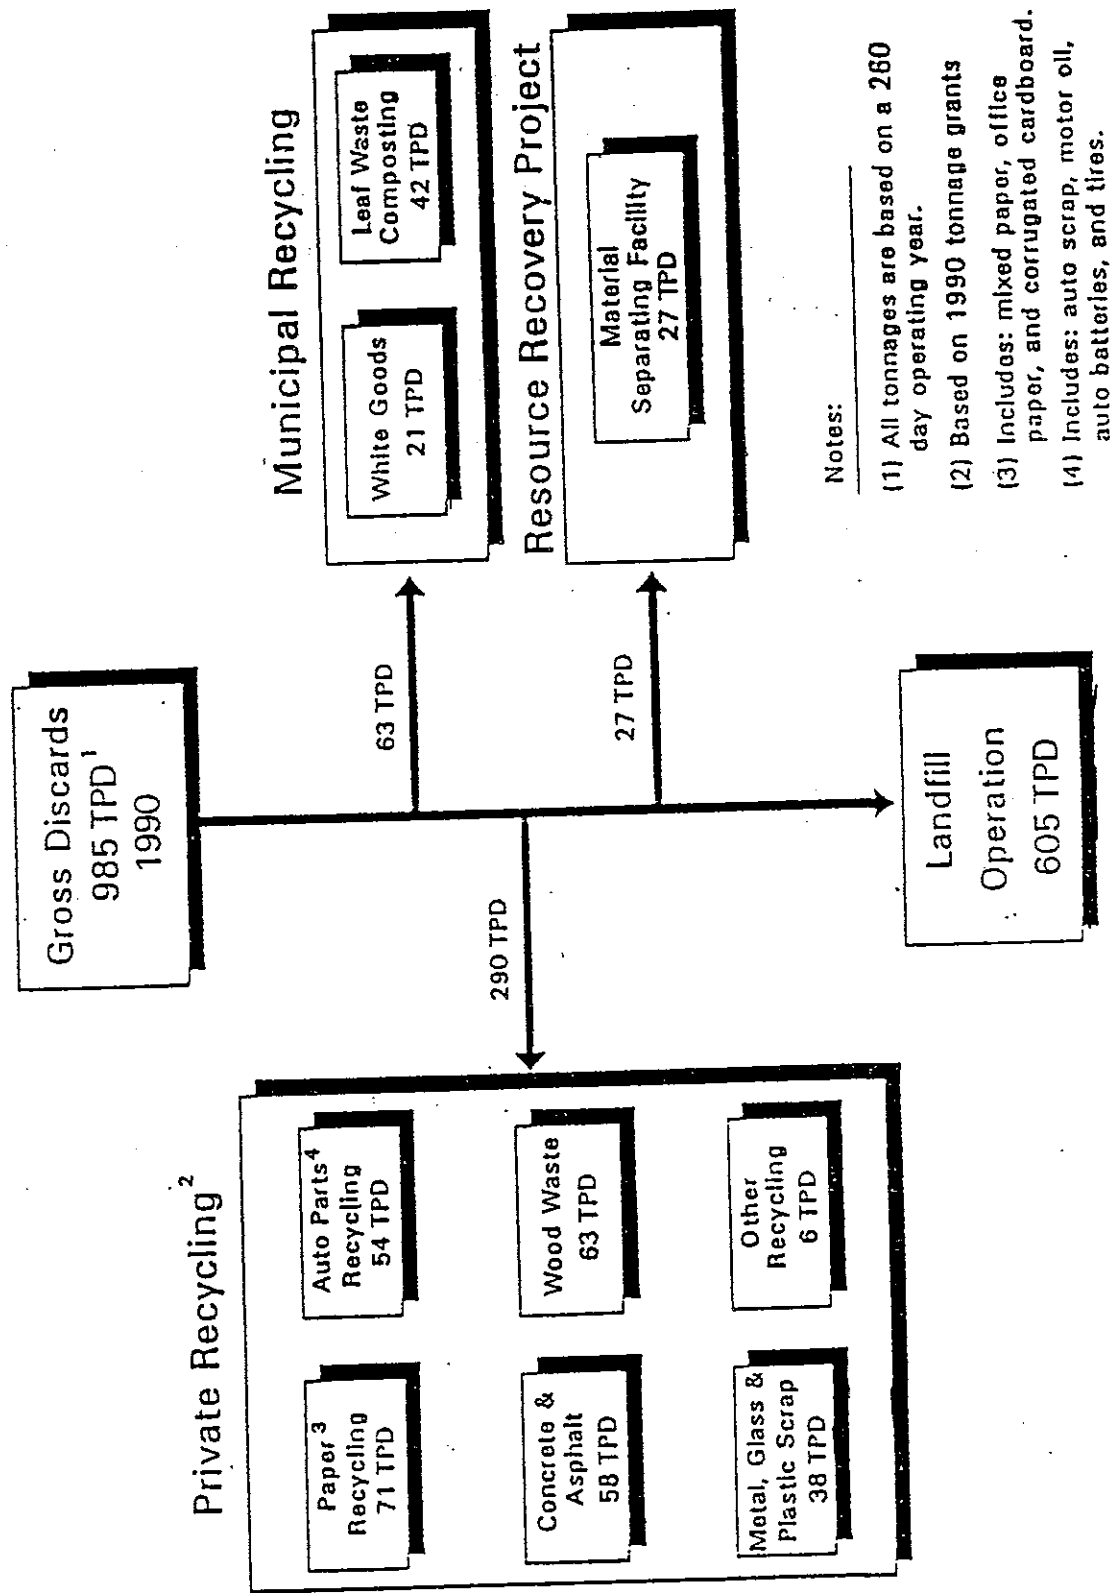 Gross Discards
985 TPD¹
1990
Private Recycling²
Paper³
Recycling
71 TPD
Auto Parts⁴
Recycling
54 TPD
Concrete &
Asphalt
58 TPD
Wood Waste
63 TPD
Metal, Glass &
Plastic Scrap
38 TPD
Other
Recycling
6 TPD
290 TPD
63 TPD
27 TPD
Municipal Recycling
White Goods
21 TPD
Leaf Waste
Composting
42 TPD
Resource Recovery Project
Material
Separating Facility
27 TPD
Landfill
Operation
605 TPD
Notes:
(1) All tonnages are based on a 260
day operating year.
(2) Based on 1990 tonnage grants
(3) Includes: mixed paper, office
paper, and corrugated cardboard.
(4) Includes: auto scrap, motor oil,
auto batteries, and tires.